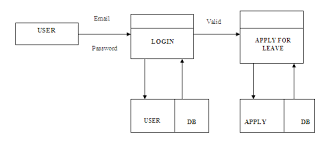 Email
Valid
USER
LOGIN
APPLY FOR
LEAVE
Password
USER
DB
APPLY
DB